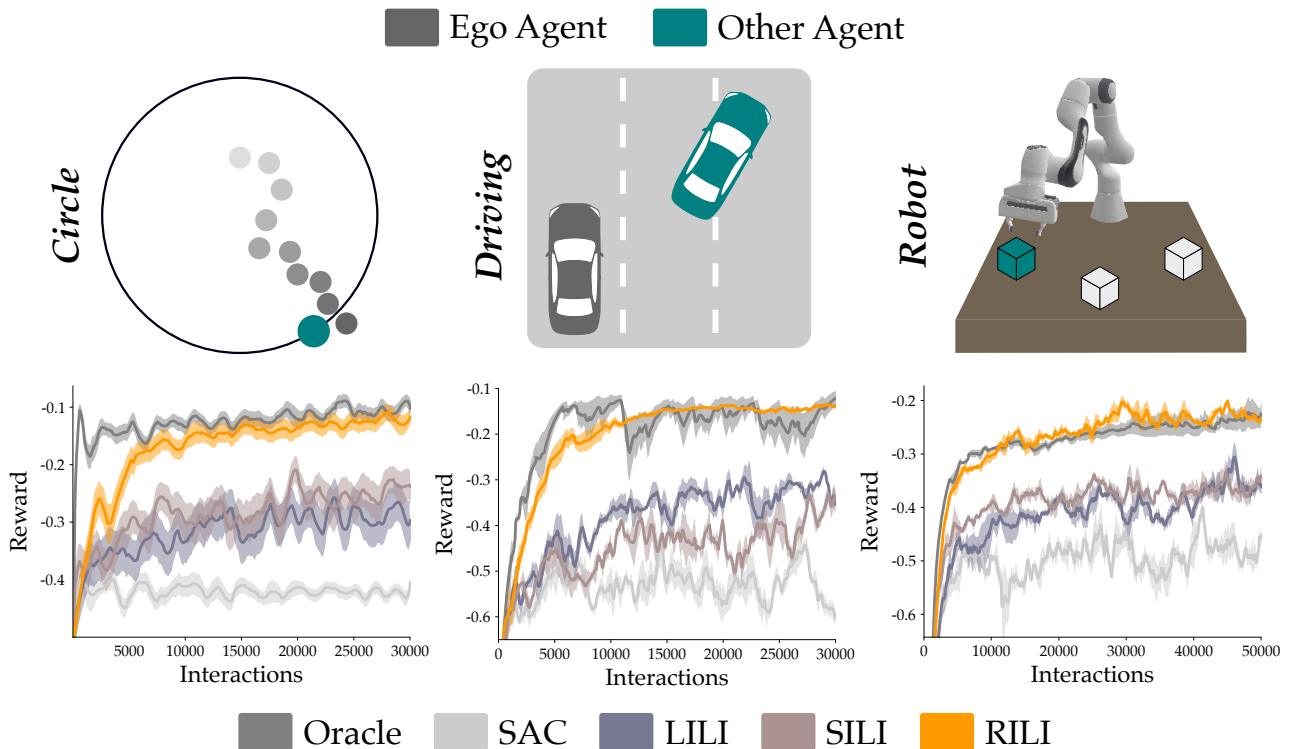 Ego Agent
Other Agent
Circle
Driving
Robot
-0.1
-0.2
-0.3
-0.4
Reward
5000 10000 15000 20000 25000 30000
Interactions
-0.1
-0.2
-0.3
-0.4
-0.5
-0.6
Reward
0 5000 10000 15000 20000 25000 30000
Interactions
-0.2
-0.3
-0.4
-0.5
-0.6
Reward
0 10000 20000 30000 40000 50000
Interactions
Oracle
SAC
LILI
SILI
RILI